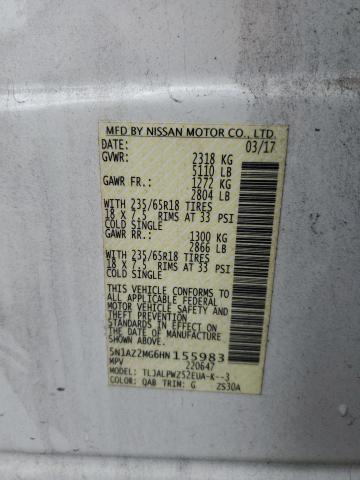 MFD BY NISSAN MOTOR CO., LTD.
DATE: 03/17
GVWR: 2318 KG
5110 LB
GAWR FR.: 1272 KG
2804 LB
WITH 235/65R18 TIRES
18 X 7.5 RIMS AT 33 PSI
COLD SINGLE
GAWR RR.: 1300 KG
2866 LB
WITH 235/65R18 TIRES
18 X 7.5 RIMS AT 33 PSI
COLD SINGLE
THIS VEHICLE CONFORMS TO
ALL APPLICABLE FEDERAL
MOTOR VEHICLE SAFETY,
BUMPER, AND THEFT PREVENTION
STANDARDS IN EFFECT ON THE
DATE OF MANUFACTURE
SHOWN ABOVE.
5N1AZ2MG6HN155983
MPV 220647
MODEL: TLJALPWZ52EUA-K--3
COLOR: QAB TRIM: G ZS30A